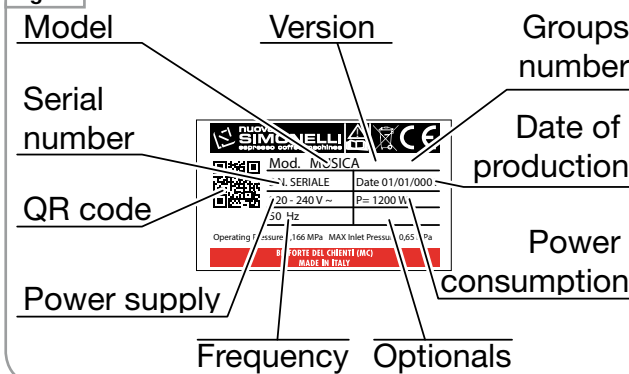 Model
Version
Groups
number
Serial
number
Date of
production
QR code
nuova
SIMONELLI
espresso coffee machines
CE
Mod. MUSICA
N. SERIALE
Date 01/01/000
220 - 240 V ~
P= 1200 W
50 Hz
Operating Pressure ,166 MPa MAX Inlet Pressure 0,65 MPa
BELFORTE DEL CHIENTI (MC)
MADE IN ITALY
Power
consumption
Power supply
Frequency
Optionals